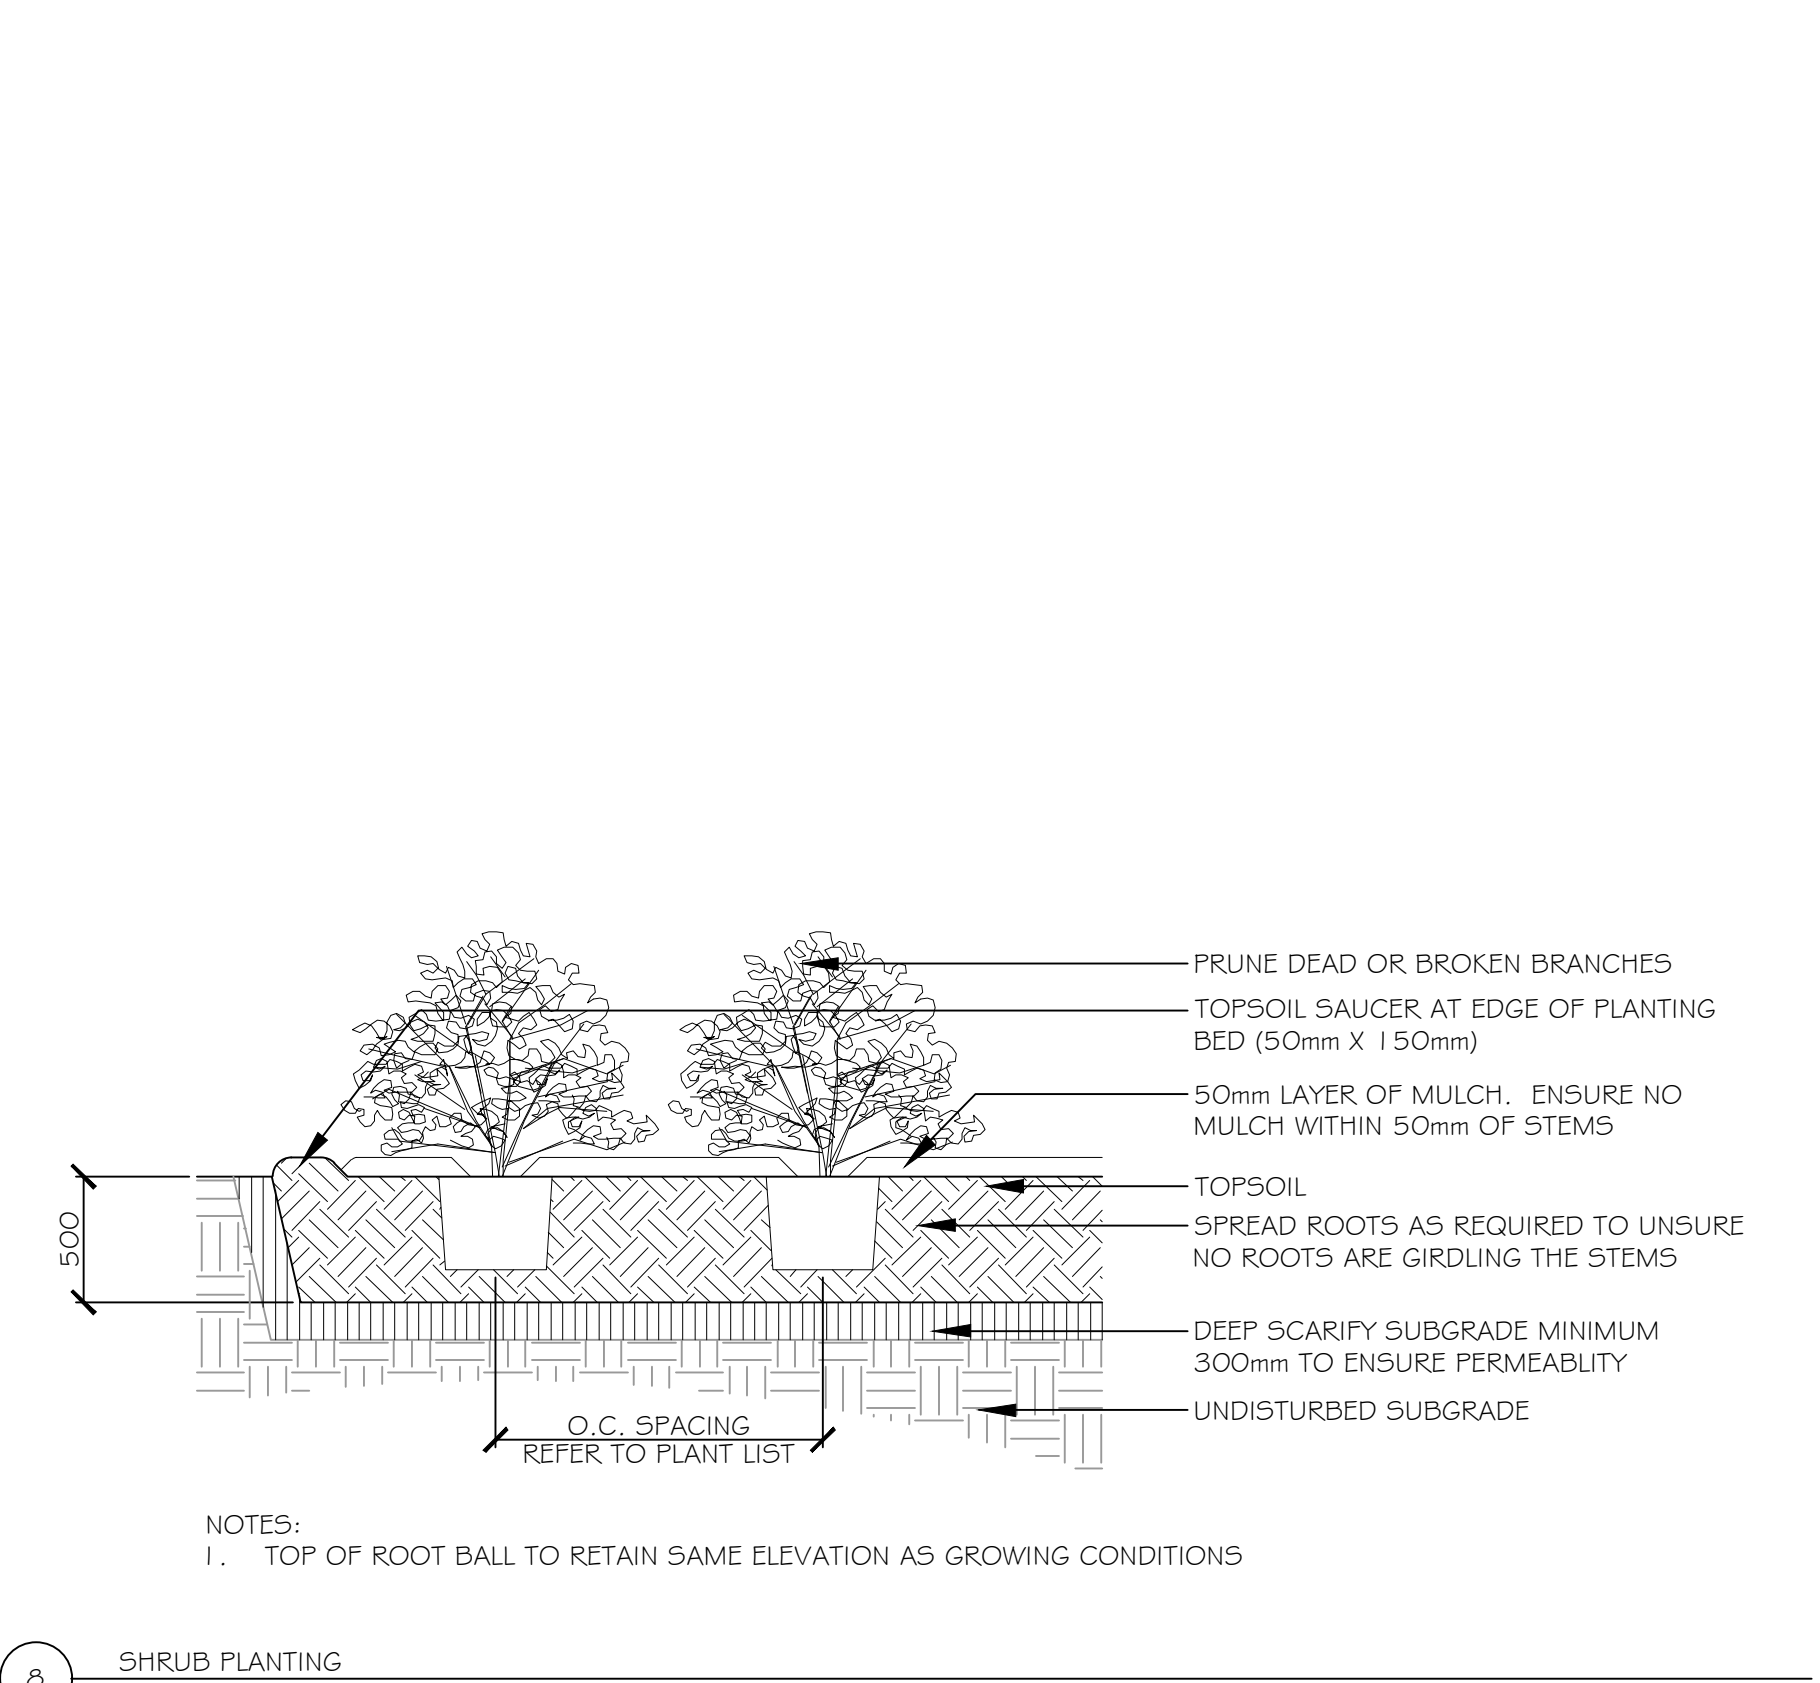 PRUNE DEAD OR BROKEN BRANCHES
TOPSOIL SAUCER AT EDGE OF PLANTING
BED (50mm X 150mm)
50mm LAYER OF MULCH. ENSURE NO
MULCH WITHIN 50mm OF STEMS
TOPSOIL
SPREAD ROOTS AS REQUIRED TO UNSURE
NO ROOTS ARE GIRDLING THE STEMS
500
DEEP SCARIFY SUBGRADE MINIMUM
300mm TO ENSURE PERMEABLITY
UNDISTURBED SUBGRADE
O.C. SPACING
REFER TO PLANT LIST
NOTES:
1. TOP OF ROOT BALL TO RETAIN SAME ELEVATION AS GROWING CONDITIONS
SHRUB PLANTING
8